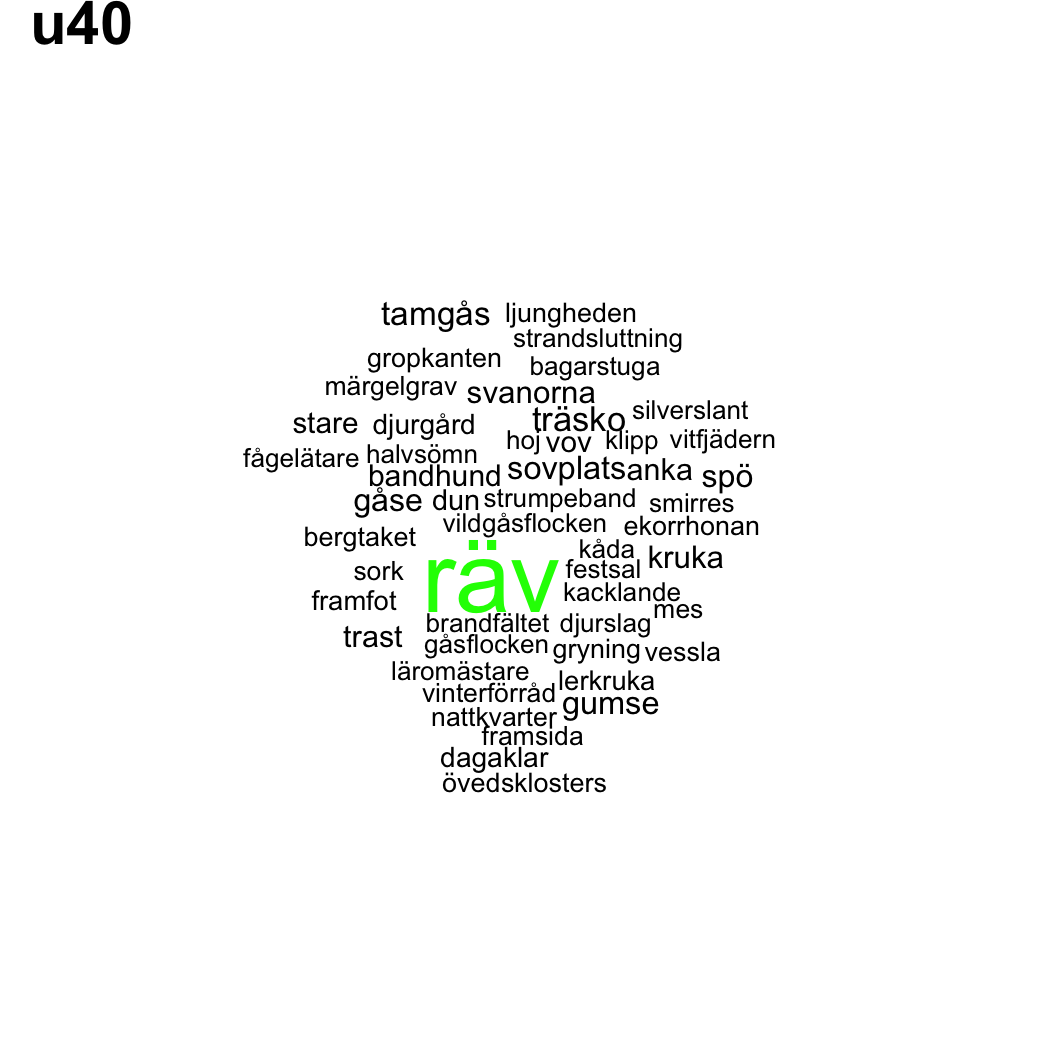 u40
tamgås ljungheden
strandsluttning
gropkanten bagarstuga
märgelgrav svanorna
träsko silverslant
stare djurgård
hoj vov klipp vitfjädern
fågelätare halvsömn
bandhund sovplats anka spö
gåse dun strumpeband smirres
vildgåsflocken ekorrhonan
bergtaket
kåda kruka
räv
sork festsal
framfot kacklande
mes
brandfältet djurslag
trast gåsflocken gryning vessla
läromästare lerkruka
vinterförråd gumse
nattkvarter
framsida
dagaklar
övedsklosters